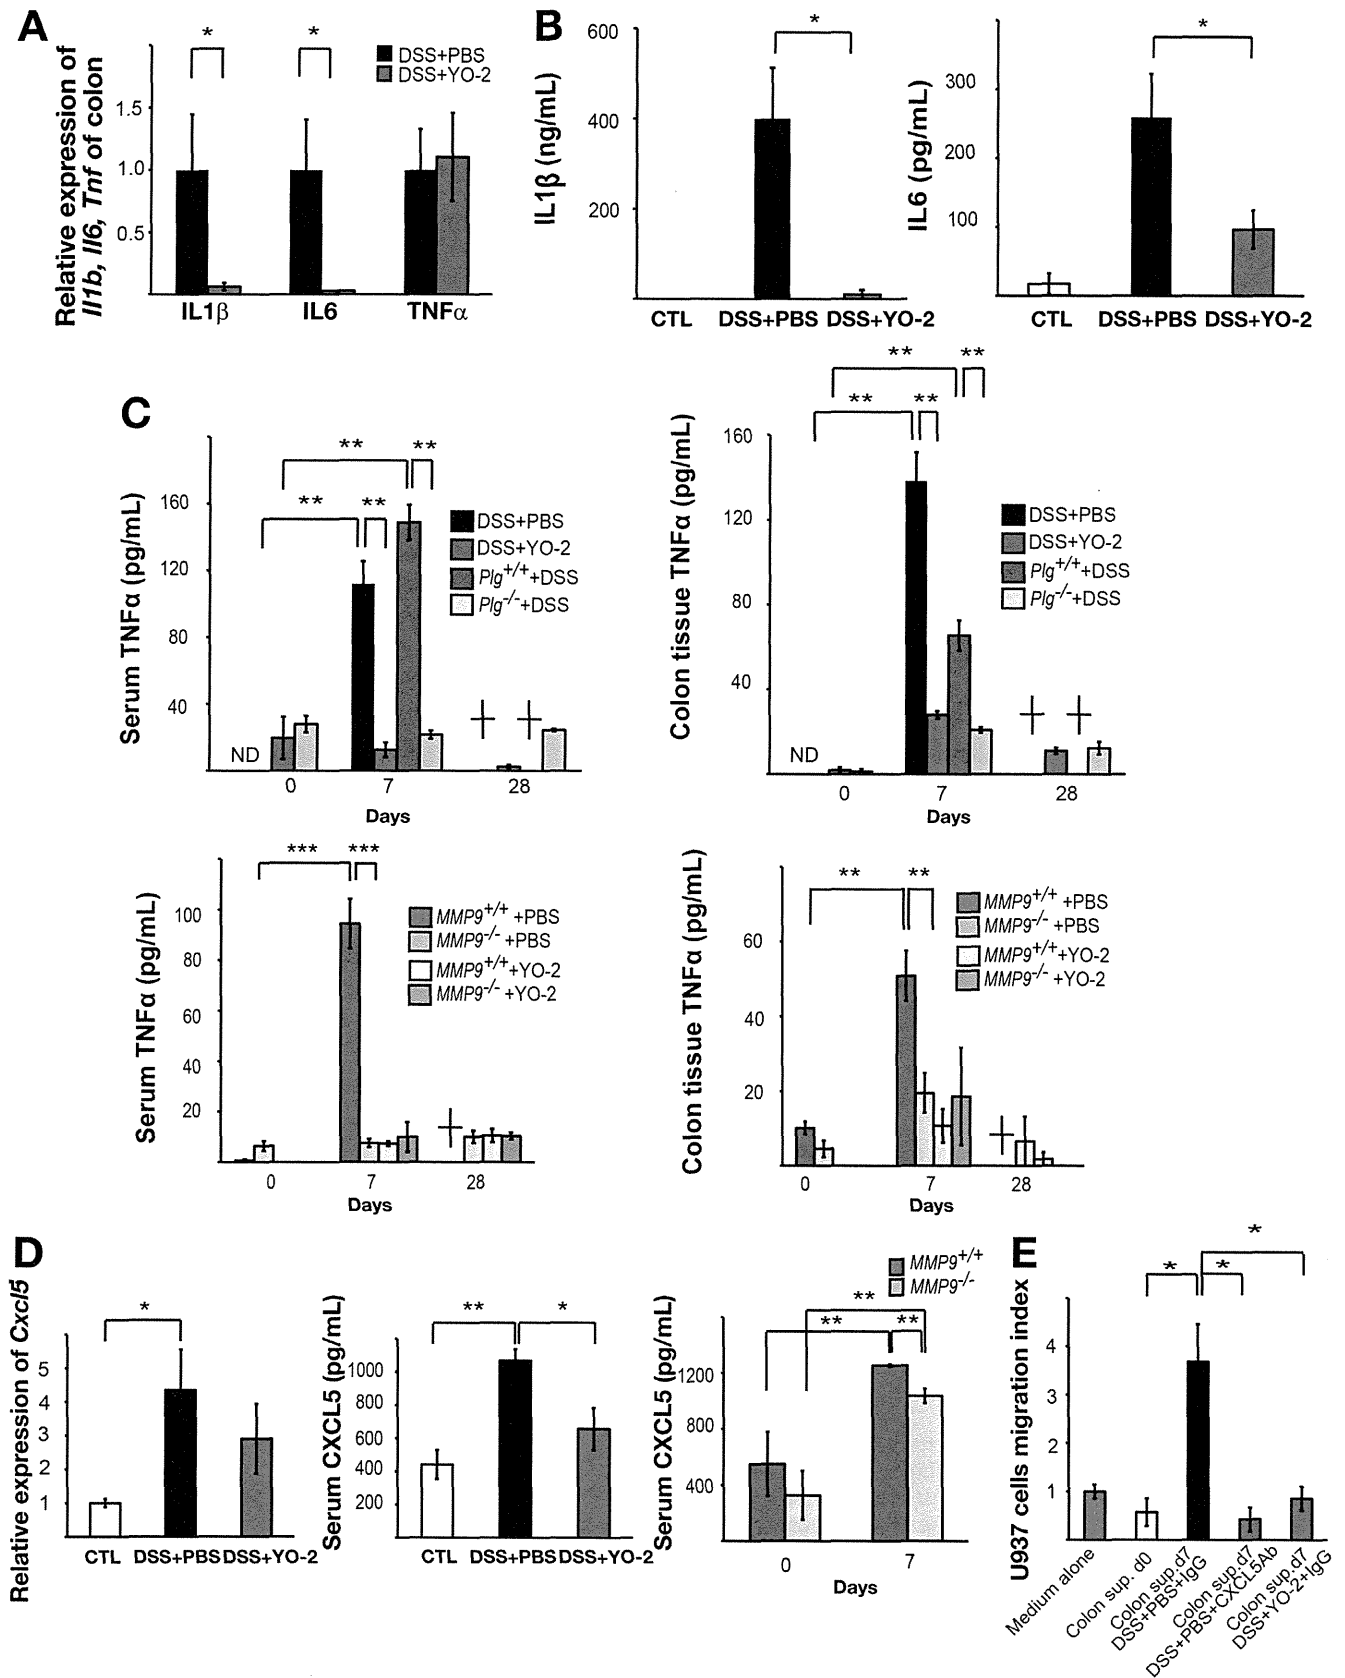 A
Relative expression of
Il1b, Il6, Tnf of colon
1.5
1.0
0.5
*
*
DSS+PBS
DSS+YO-2
IL1β
IL6
TNFα
B
IL1β (ng/mL)
600
400
200
*
CTL
DSS+PBS
DSS+YO-2
IL6 (pg/mL)
300
200
100
*
CTL
DSS+PBS
DSS+YO-2
C
Serum TNFα (pg/mL)
160
120
80
40
**
**
**
**
DSS+PBS
DSS+YO-2
Plg+/++DSS
Plg-/-+DSS
ND
0
7
28
Days
Colon tissue TNFα (pg/mL)
160
120
80
40
**
**
**
**
DSS+PBS
DSS+YO-2
Plg+/++DSS
Plg-/-+DSS
ND
0
7
28
Days
Serum TNFα (pg/mL)
100
80
60
40
20
***
***
MMP9+/+ +PBS
MMP9-/- +PBS
MMP9+/++YO-2
MMP9-/- +YO-2
0
7
28
Days
Colon tissue TNFα (pg/mL)
60
40
20
**
**
MMP9+/+ +PBS
MMP9-/- +PBS
MMP9+/++YO-2
MMP9-/- +YO-2
0
7
28
Days
D
Relative expression of Cxcl5
5
4
3
2
1
*
CTL
DSS+PBS
DSS+YO-2
Serum CXCL5 (pg/mL)
1000
800
600
400
200
**
*
CTL
DSS+PBS
DSS+YO-2
Serum CXCL5 (pg/mL)
1200
800
400
MMP9+/+
MMP9-/-
**
**
**
0
7
Days
E
U937 cells migration index
4
3
2
1
*
*
*
Medium alone
Colon sup. d0
Colon sup.d7
DSS+PBS+IgG
Colon sup.d7
DSS+PBS+CXCL5Ab
Colon sup.d7
DSS+YO-2+IgG